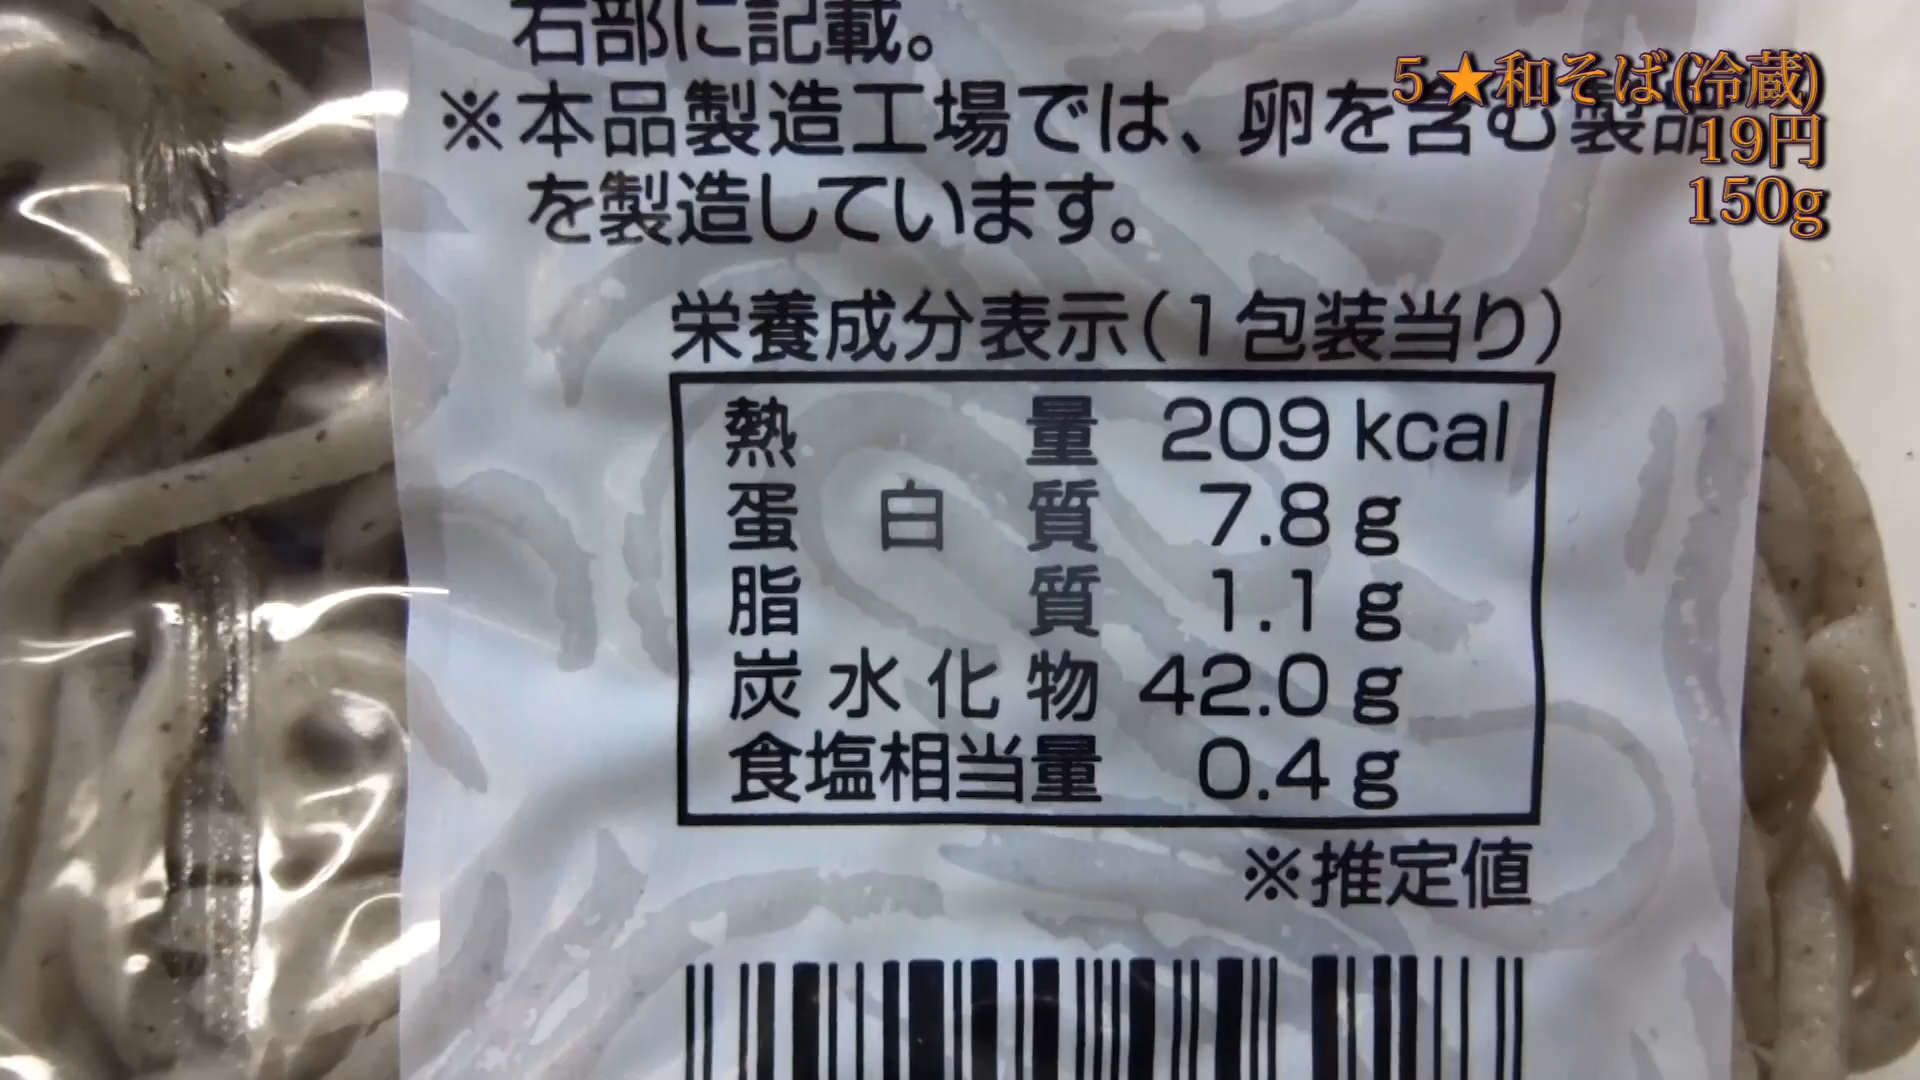 右部に記載。
※本品製造工場では、卵を含む製品
を製造しています。
5★和そば(冷蔵)
19円
150g
栄養成分表示(1包装当り)
熱量 209 kcal
蛋白質 7.8 g
脂質 1.1 g
炭水化物 42.0 g
食塩相当量 0.4 g
※推定値